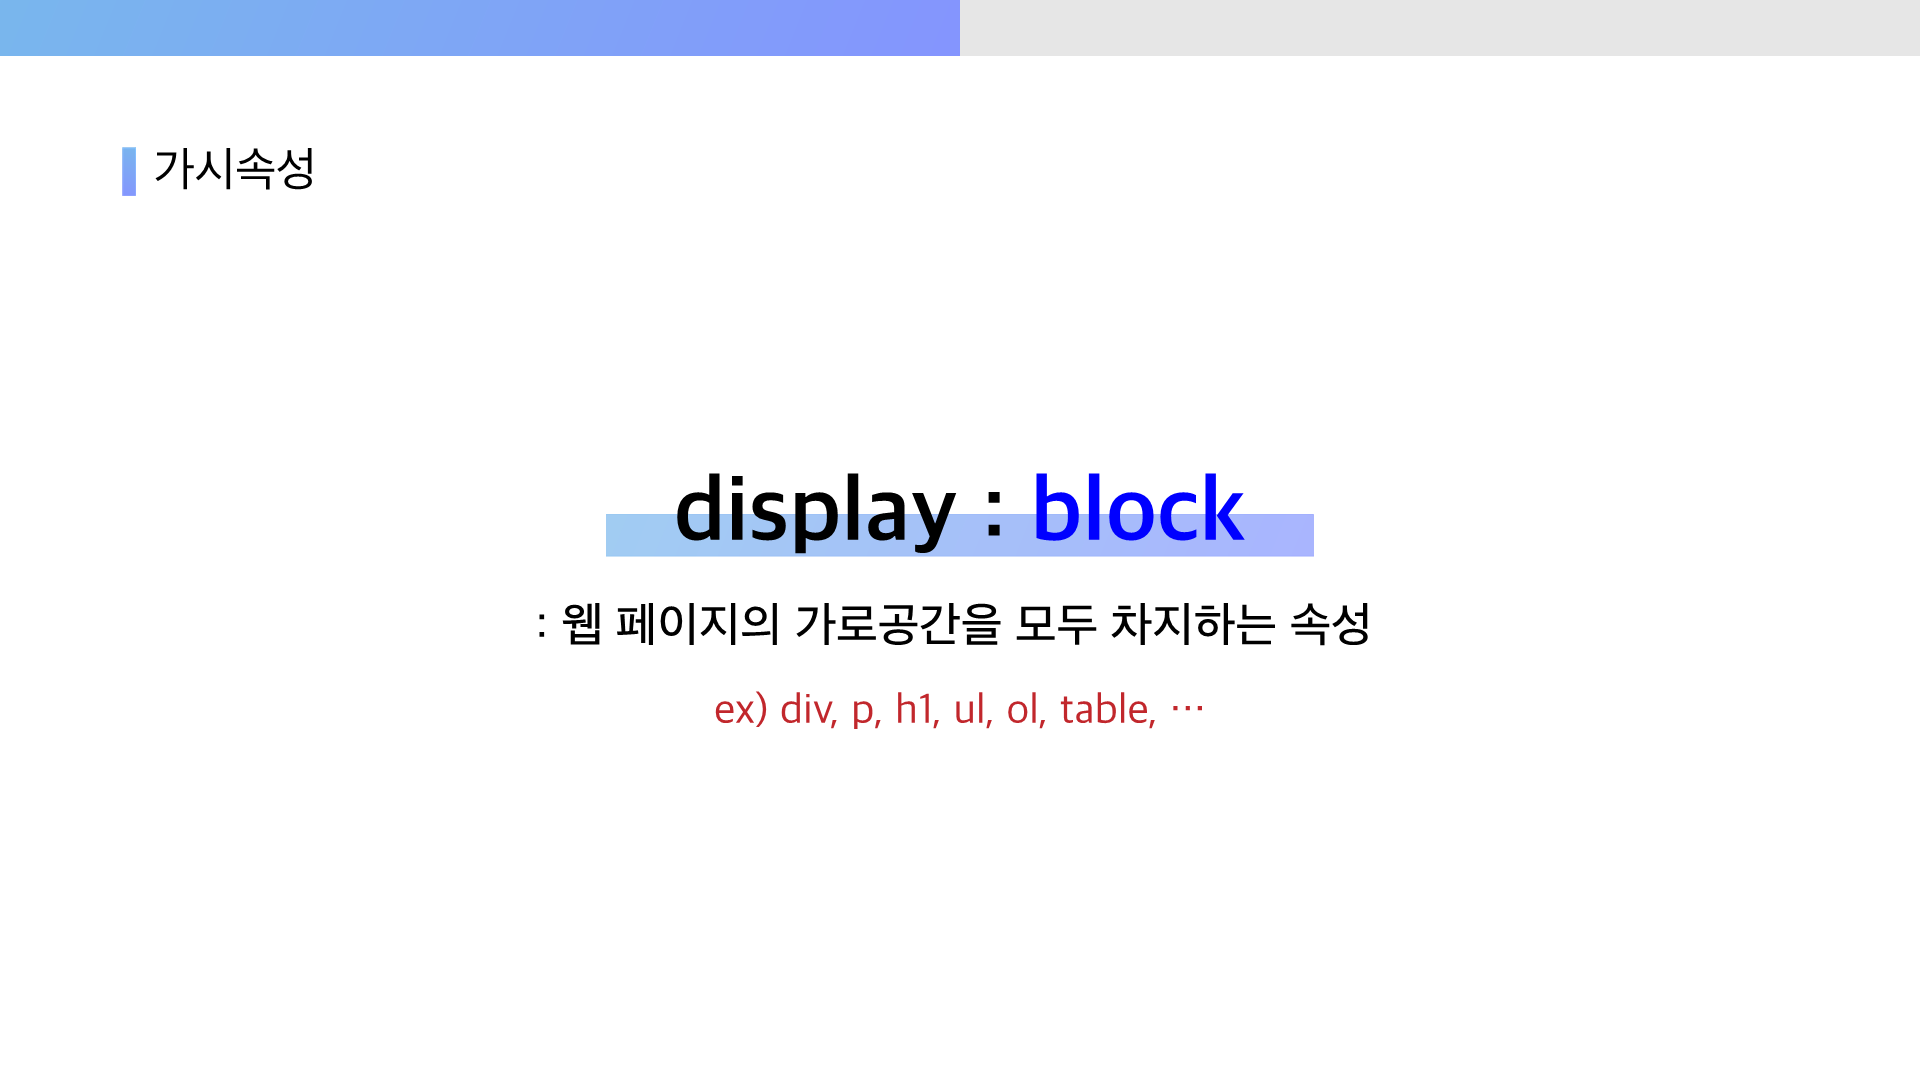 가시속성
display : block
: 웹 페이지의 가로공간을 모두 차지하는 속성
ex) div, p, h1, ul, ol, table, ⋯